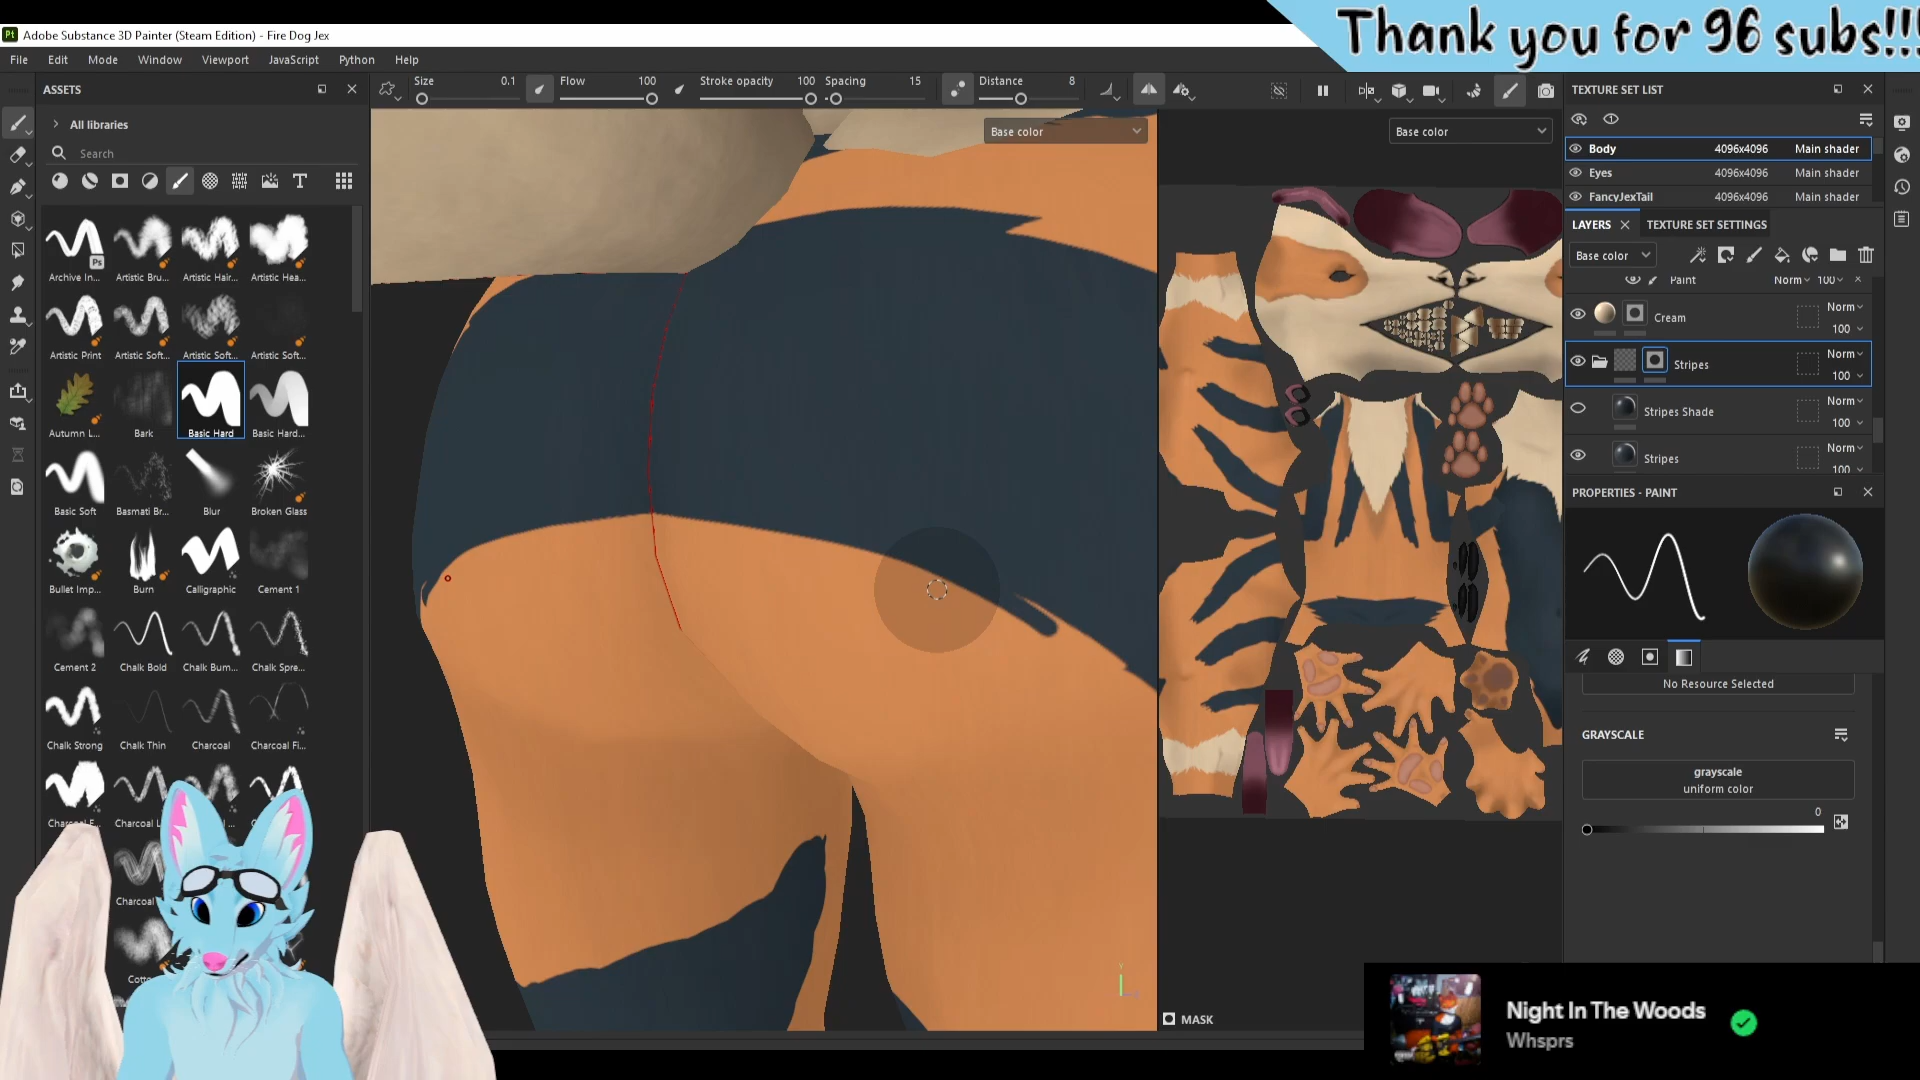 Thank you for 96 subs!!!
Adobe Substance 3D Painter (Steam Edition) - Fire Dog Jex
File Edit Mode Window Viewport JavaScript Python Help
ASSETS
Size 0.1
Flow 100
Stroke opacity 100
Spacing 15
Distance 8
All libraries
Search
Archive In... Artistic Bru... Artistic Hair... Artistic Hea...
Artistic Print Artistic Soft... Artistic Soft... Artistic Soft...
Autumn L... Bark Basic Hard Basic Hard...
Basic Soft Basmati Br... Blur Broken Glass
Bullet Imp... Burn Calligraphic Cement 1
Cement 2 Chalk Bold Chalk Bum... Chalk Spre...
Chalk Strong Chalk Thin Charcoal Charcoal Fi...
Base color
Base color
MASK
TEXTURE SET LIST
Body 4096x4096 Main shader
Eyes 4096x4096 Main shader
FancyJexTail 4096x4096 Main shader
LAYERS TEXTURE SET SETTINGS
Base color
Paint Norm 100
Cream Norm 100
Stripes Norm 100
Stripes Shade Norm 100
Stripes Norm 100
PROPERTIES - PAINT
No Resource Selected
GRAYSCALE
grayscale
uniform color
0
Night In The Woods
Whsprs